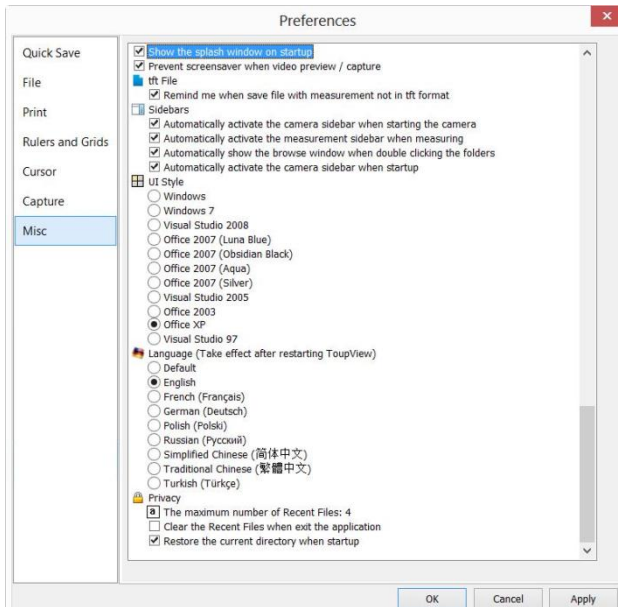 Preferences
Quick Save
File
Print
Rulers and Grids
Cursor
Capture
Misc
Show the splash window on startup
Prevent screensaver when video preview / capture
tft File
Remind me when save file with measurement not in tft format
Sidebars
Automatically activate the camera sidebar when starting the camera
Automatically activate the measurement sidebar when measuring
Automatically show the browse window when double clicking the folders
Automatically activate the camera sidebar when startup
UI Style
Windows
Windows 7
Visual Studio 2008
Office 2007 (Luna Blue)
Office 2007 (Obsidian Black)
Office 2007 (Aqua)
Office 2007 (Silver)
Visual Studio 2005
Office 2003
Office XP
Visual Studio 97
Language (Take effect after restarting ToupView)
Default
English
French (Français)
German (Deutsch)
Polish (Polski)
Russian (Русский)
Simplified Chinese (简体中文)
Traditional Chinese (繁體中文)
Turkish (Türkçe)
Privacy
a The maximum number of Recent Files: 4
Clear the Recent Files when exit the application
Restore the current directory when startup
OK Cancel Apply